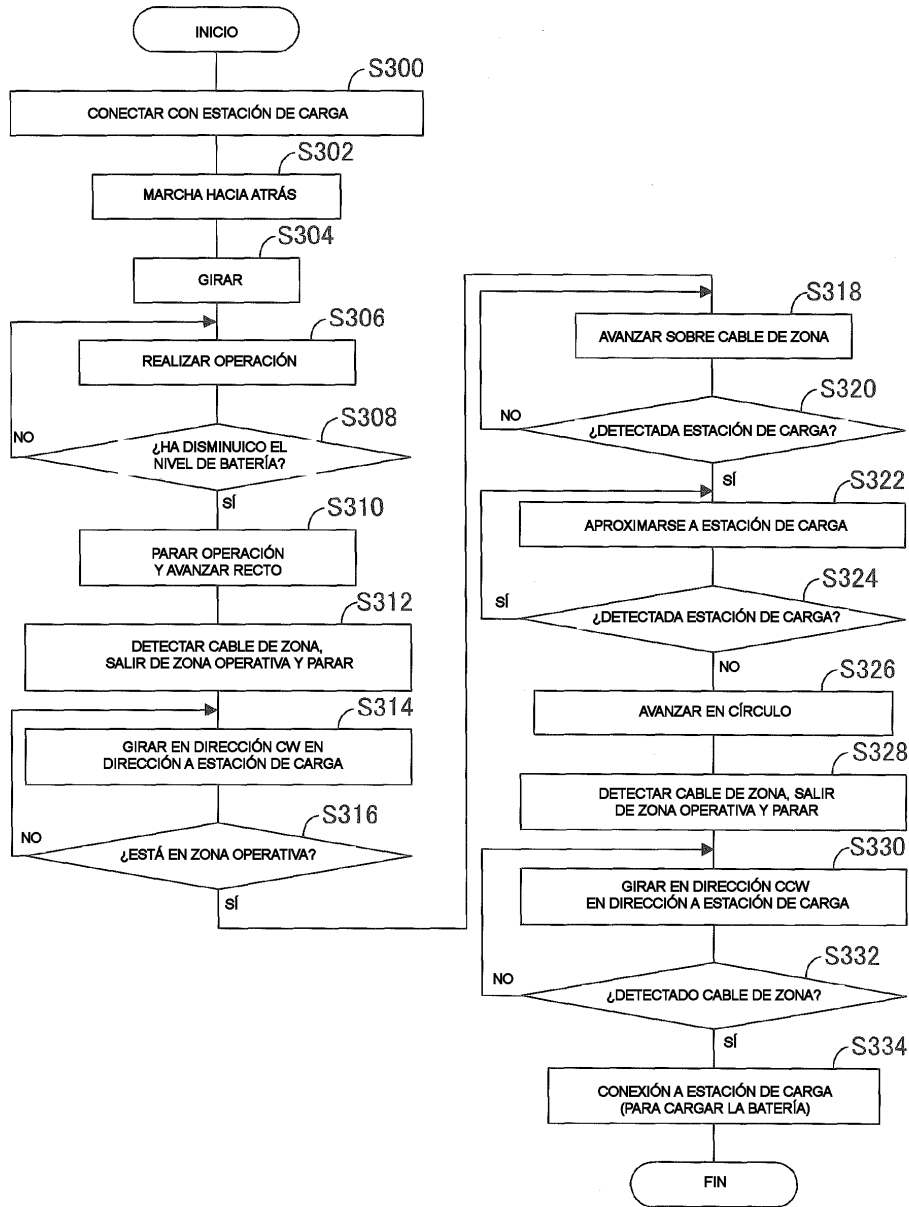 INICIO
S300
CONECTAR CON ESTACIÓN DE CARGA
S302
MARCHA HACIA ATRÁS
S304
GIRAR
S306
REALIZAR OPERACIÓN
S308
NO
¿HA DISMINUICO EL
NIVEL DE BATERÍA?
SÍ
S310
PARAR OPERACIÓN
Y AVANZAR RECTO
S312
DETECTAR CABLE DE ZONA,
SALIR DE ZONA OPERATIVA Y PARAR
S314
GIRAR EN DIRECCIÓN CW EN
DIRECCIÓN A ESTACIÓN DE CARGA
S316
NO
¿ESTÁ EN ZONA OPERATIVA?
SÍ
S318
AVANZAR SOBRE CABLE DE ZONA
S320
NO
¿DETECTADA ESTACIÓN DE CARGA?
SÍ
S322
APROXIMARSE A ESTACIÓN DE CARGA
S324
SÍ
¿DETECTADA ESTACIÓN DE CARGA?
NO
S326
AVANZAR EN CÍRCULO
S328
DETECTAR CABLE DE ZONA, SALIR
DE ZONA OPERATIVA Y PARAR
S330
GIRAR EN DIRECCIÓN CCW
EN DIRECCIÓN A ESTACIÓN DE CARGA
S332
NO
¿DETECTADO CABLE DE ZONA?
SÍ
S334
CONEXIÓN A ESTACIÓN DE CARGA
(PARA CARGAR LA BATERÍA)
FIN